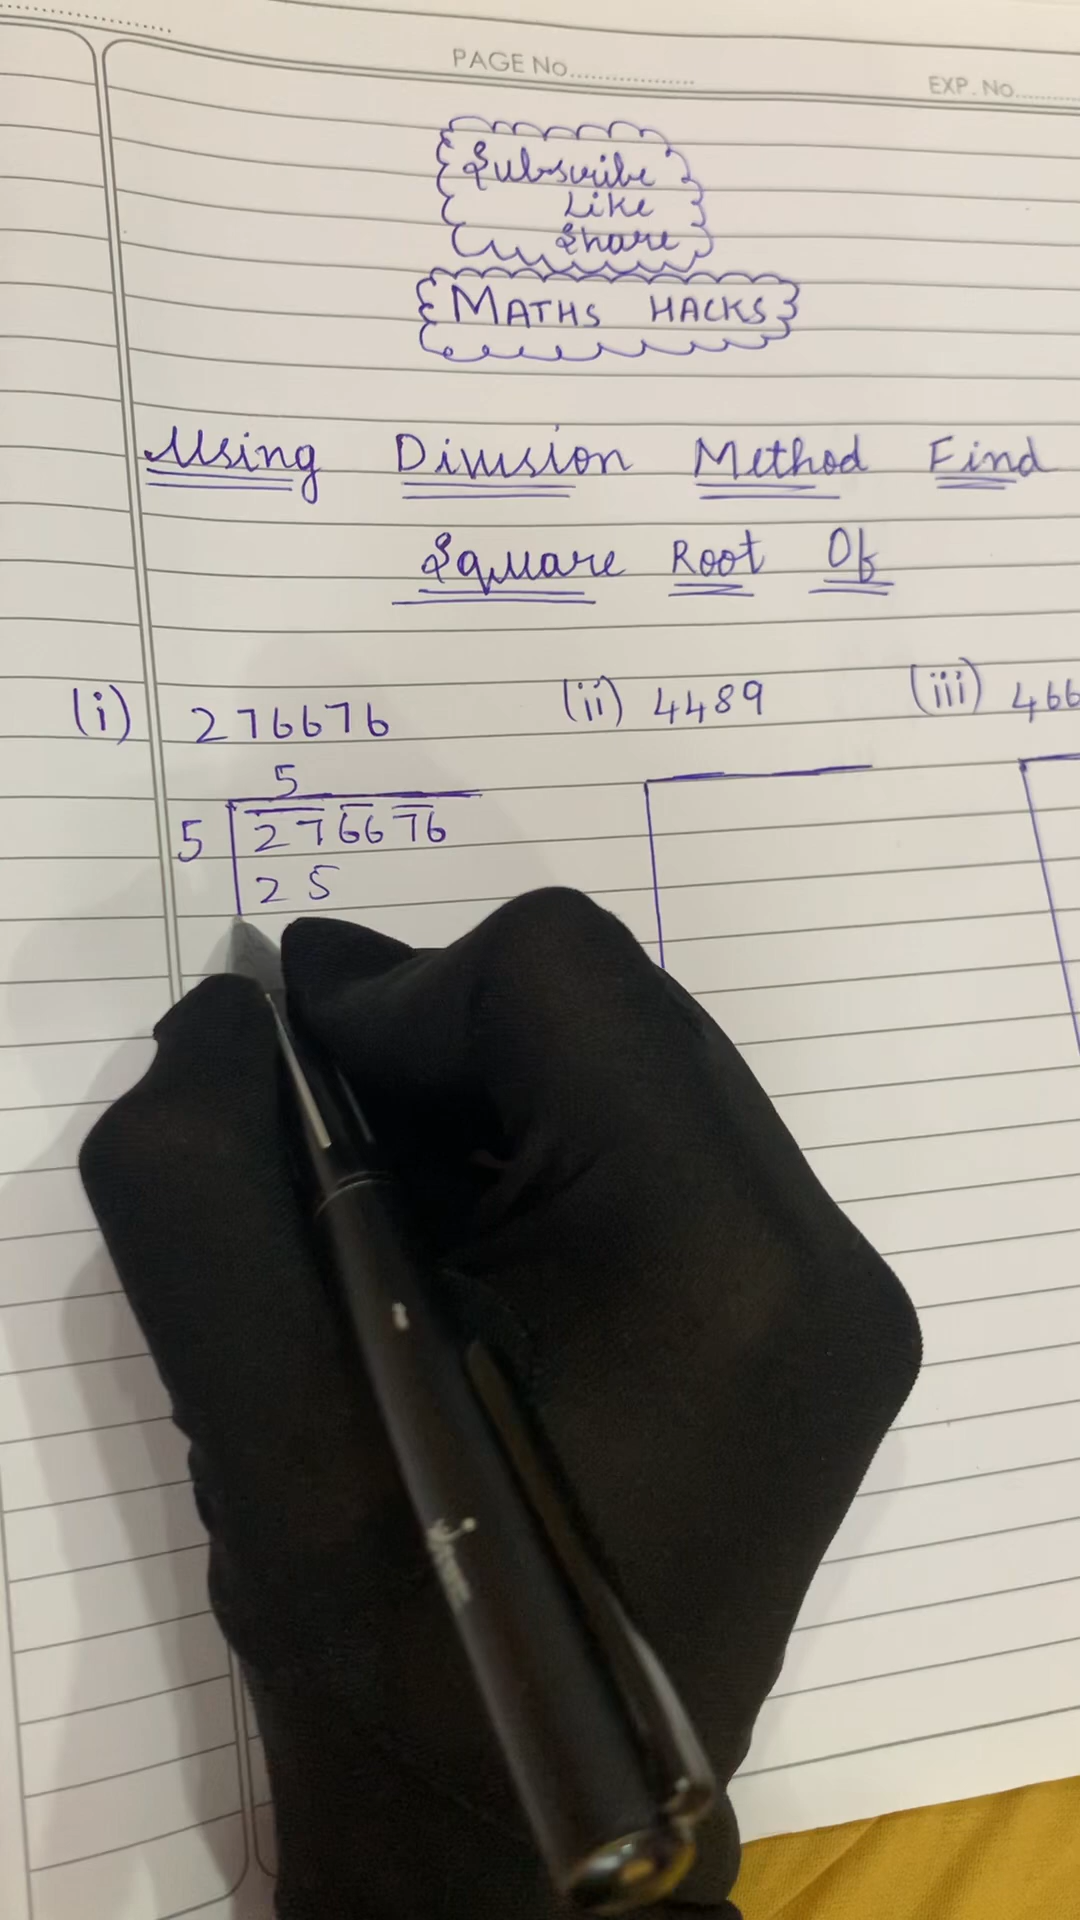 PAGE No.
EXP. No.
Subscribe
Like
Share
MATHS HACKS
Using Division Method Find
Square Root Of
(i) 276676 (ii) 4489 (iii) 466
5
5 276676
25